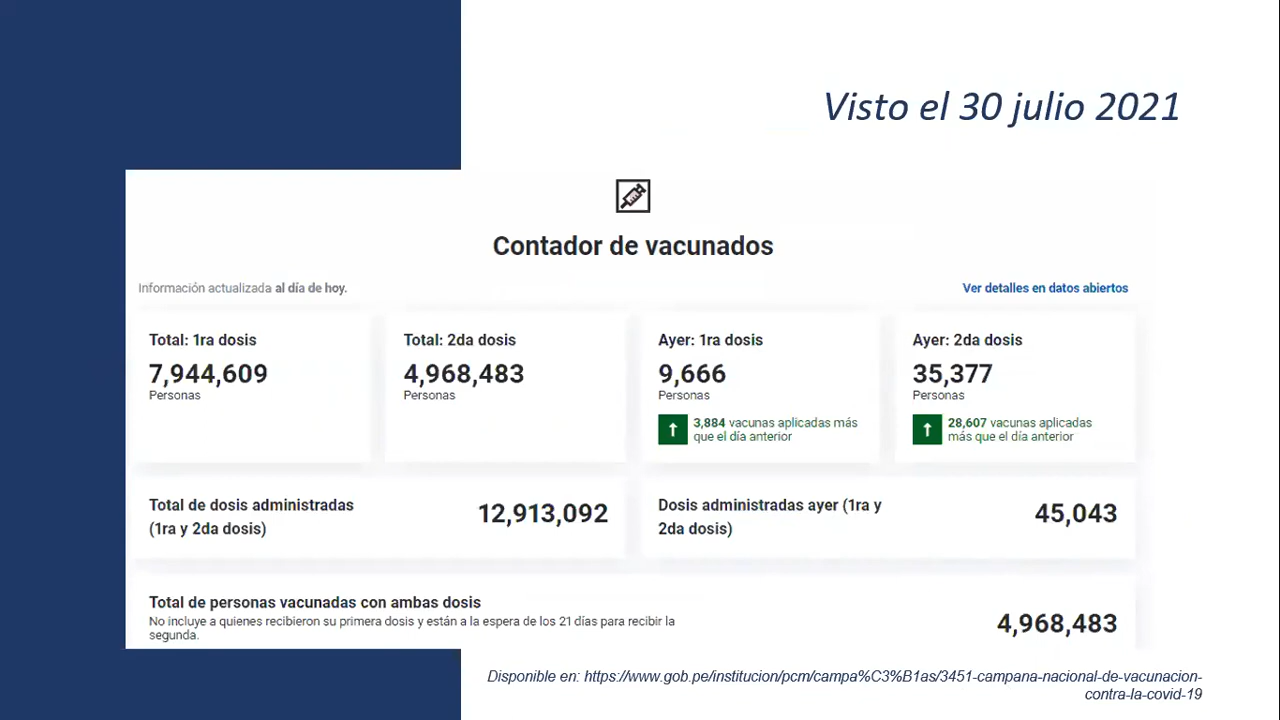 Visto el 30 julio 2021
Contador de vacunados
Información actualizada al día de hoy.
Ver detalles en datos abiertos
Total: 1ra dosis
7,944,609
Personas
Total: 2da dosis
4,968,483
Personas
Ayer: 1ra dosis
9,666
Personas
↑ 3,884 vacunas aplicadas más
que el día anterior
Ayer: 2da dosis
35,377
Personas
↑ 28,607 vacunas aplicadas
más que el día anterior
Total de dosis administradas
(1ra y 2da dosis)
12,913,092
Dosis administradas ayer (1ra y
2da dosis)
45,043
Total de personas vacunadas con ambas dosis
No incluye a quienes recibieron su primera dosis y están a la espera de los 21 días para recibir la
segunda.
4,968,483
Disponible en: https://www.gob.pe/institucion/pcm/campa%C3%B1as/3451-campana-nacional-de-vacunacion-
contra-la-covid-19